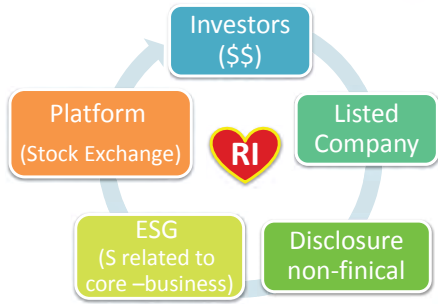 Investors
($$)
Listed
Company
Disclosure
non-finical
ESG
(S related to
core –business)
Platform
(Stock Exchange)
RI